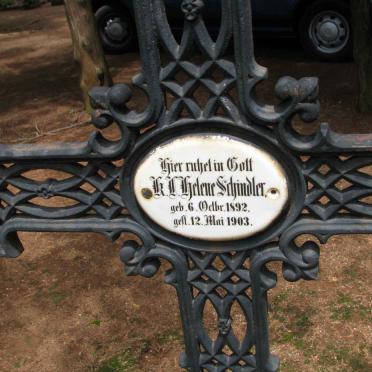 Hier ruhet in Gott
K. L. Helene Schindler,
geb. 6. Octbr. 1892,
gest. 12. Mai 1903.